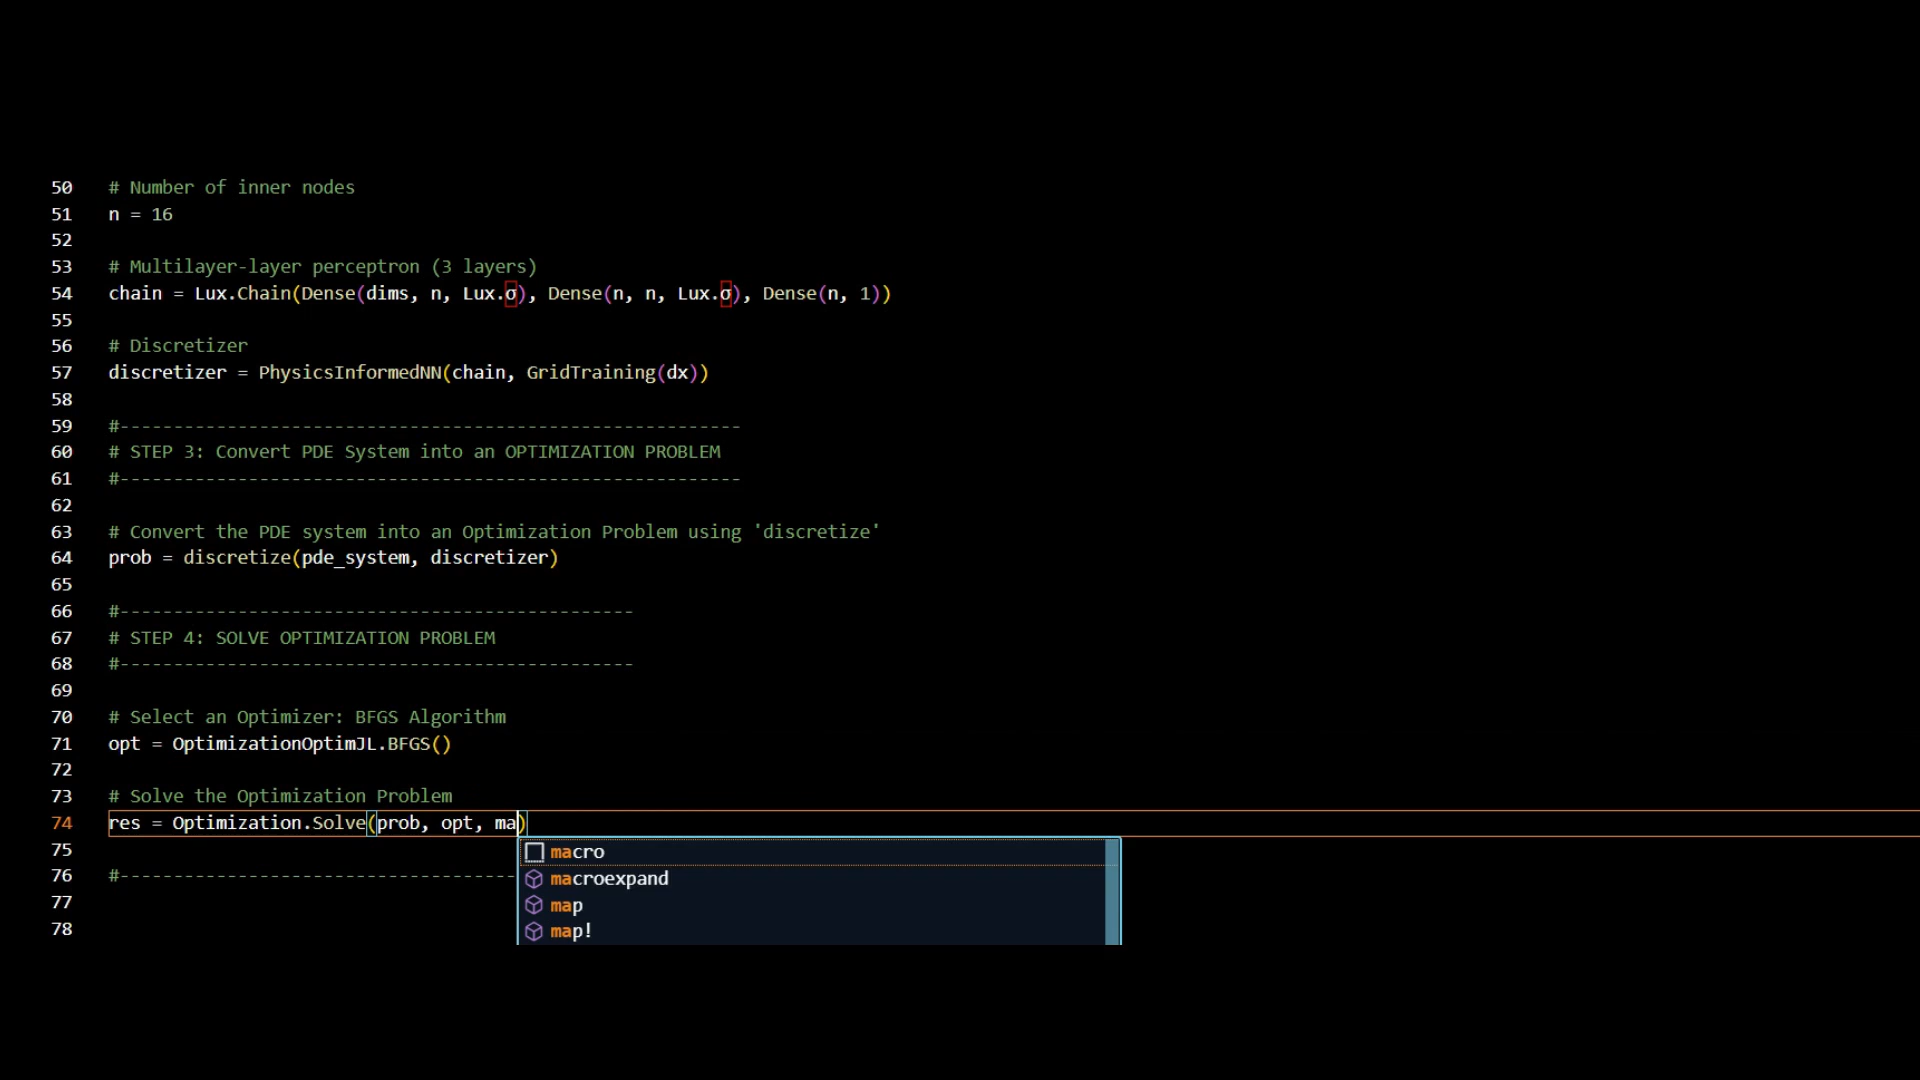 50 # Number of inner nodes
51 n = 16
52
53 # Multilayer-layer perceptron (3 layers)
54 chain = Lux.Chain(Dense(dims, n, Lux.σ), Dense(n, n, Lux.σ), Dense(n, 1))
55
56 # Discretizer
57 discretizer = PhysicsInformedNN(chain, GridTraining(dx))
58
59 #----------------------------------------------------------
60 # STEP 3: Convert PDE System into an OPTIMIZATION PROBLEM
61 #----------------------------------------------------------
62
63 # Convert the PDE system into an Optimization Problem using 'discretize'
64 prob = discretize(pde_system, discretizer)
65
66 #------------------------------------------------
67 # STEP 4: SOLVE OPTIMIZATION PROBLEM
68 #------------------------------------------------
69
70 # Select an Optimizer: BFGS Algorithm
71 opt = OptimizationOptimJL.BFGS()
72
73 # Solve the Optimization Problem
74 res = Optimization.Solve(prob, opt, ma)
75
macro
76 #-------------------------------------
macroexpand
77
map
78
map!